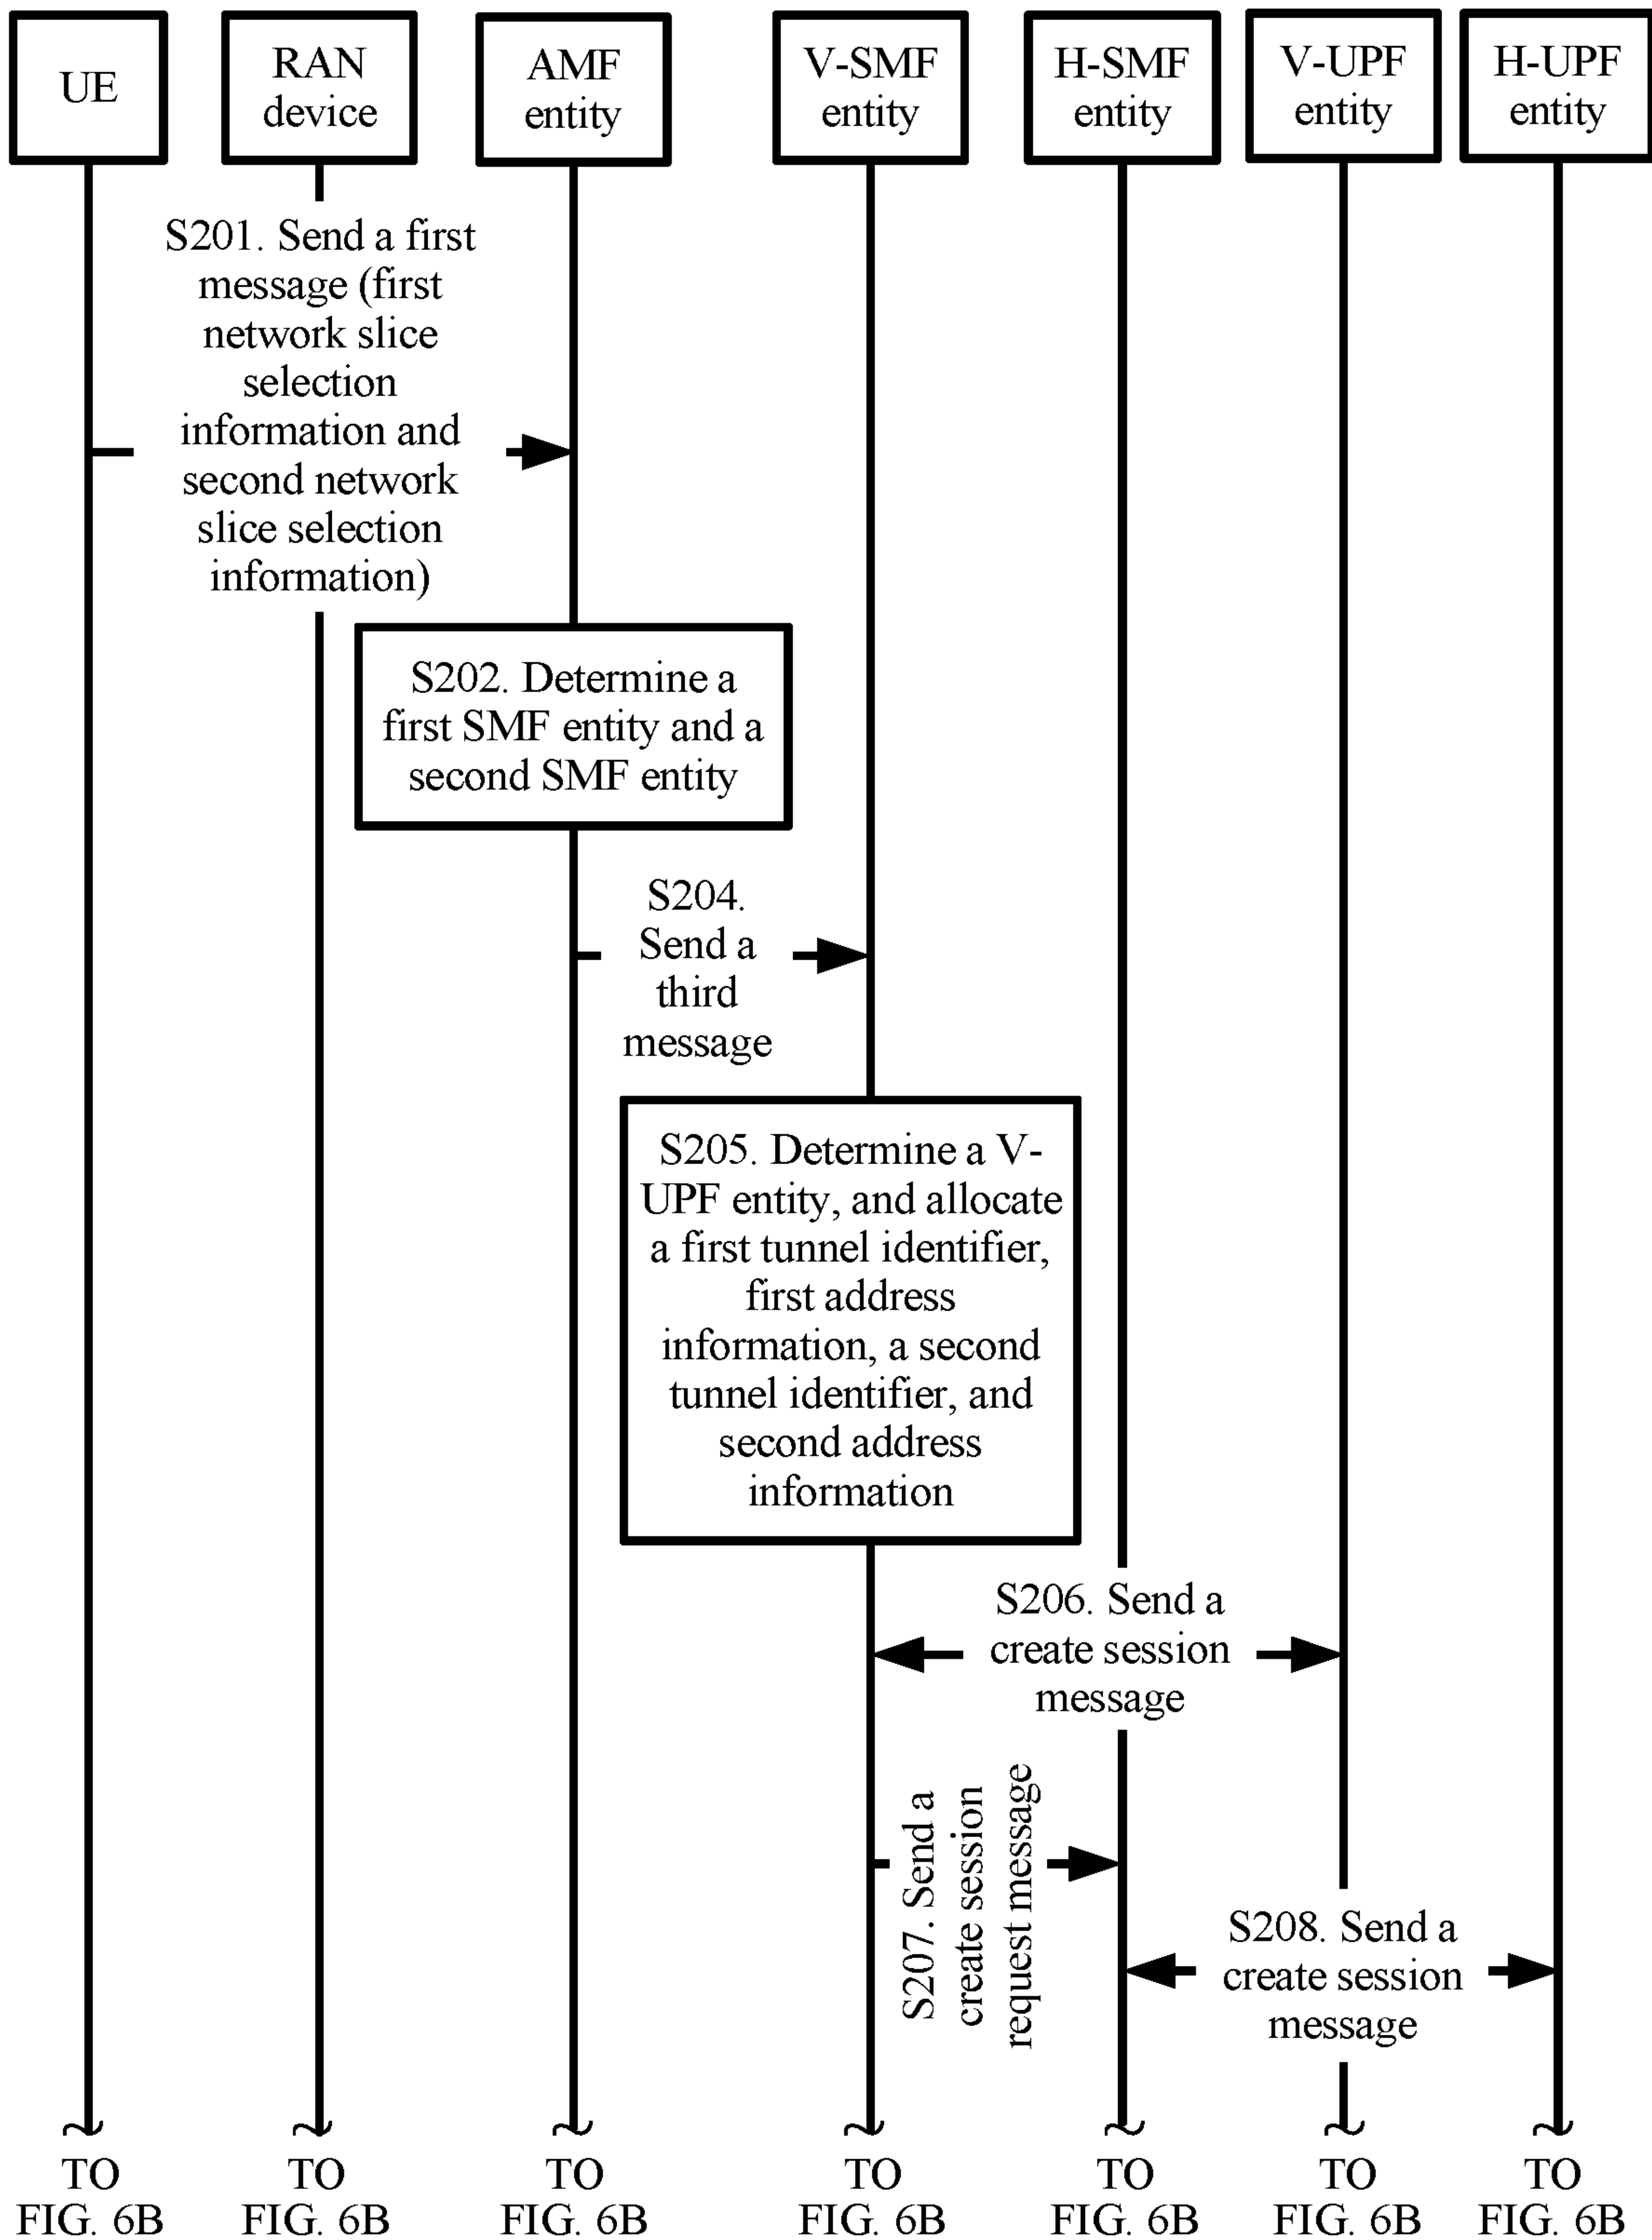 UE
RAN
device
AMF
entity
V-SMF
entity
H-SMF
entity
V-UPF
entity
H-UPF
entity
S201. Send a first
message (first
network slice
selection
information and
second network
slice selection
information)
S202. Determine a
first SMF entity and a
second SMF entity
S204.
Send a
third
message
S205. Determine a V-
UPF entity, and allocate
a first tunnel identifier,
first address
information, a second
tunnel identifier, and
second address
information
S206. Send a
create session
message
S207. Send a
create session
request message
S208. Send a
create session
message
TO
FIG. 6B
TO
FIG. 6B
TO
FIG. 6B
TO
FIG. 6B
TO
FIG. 6B
TO
FIG. 6B
TO
FIG. 6B